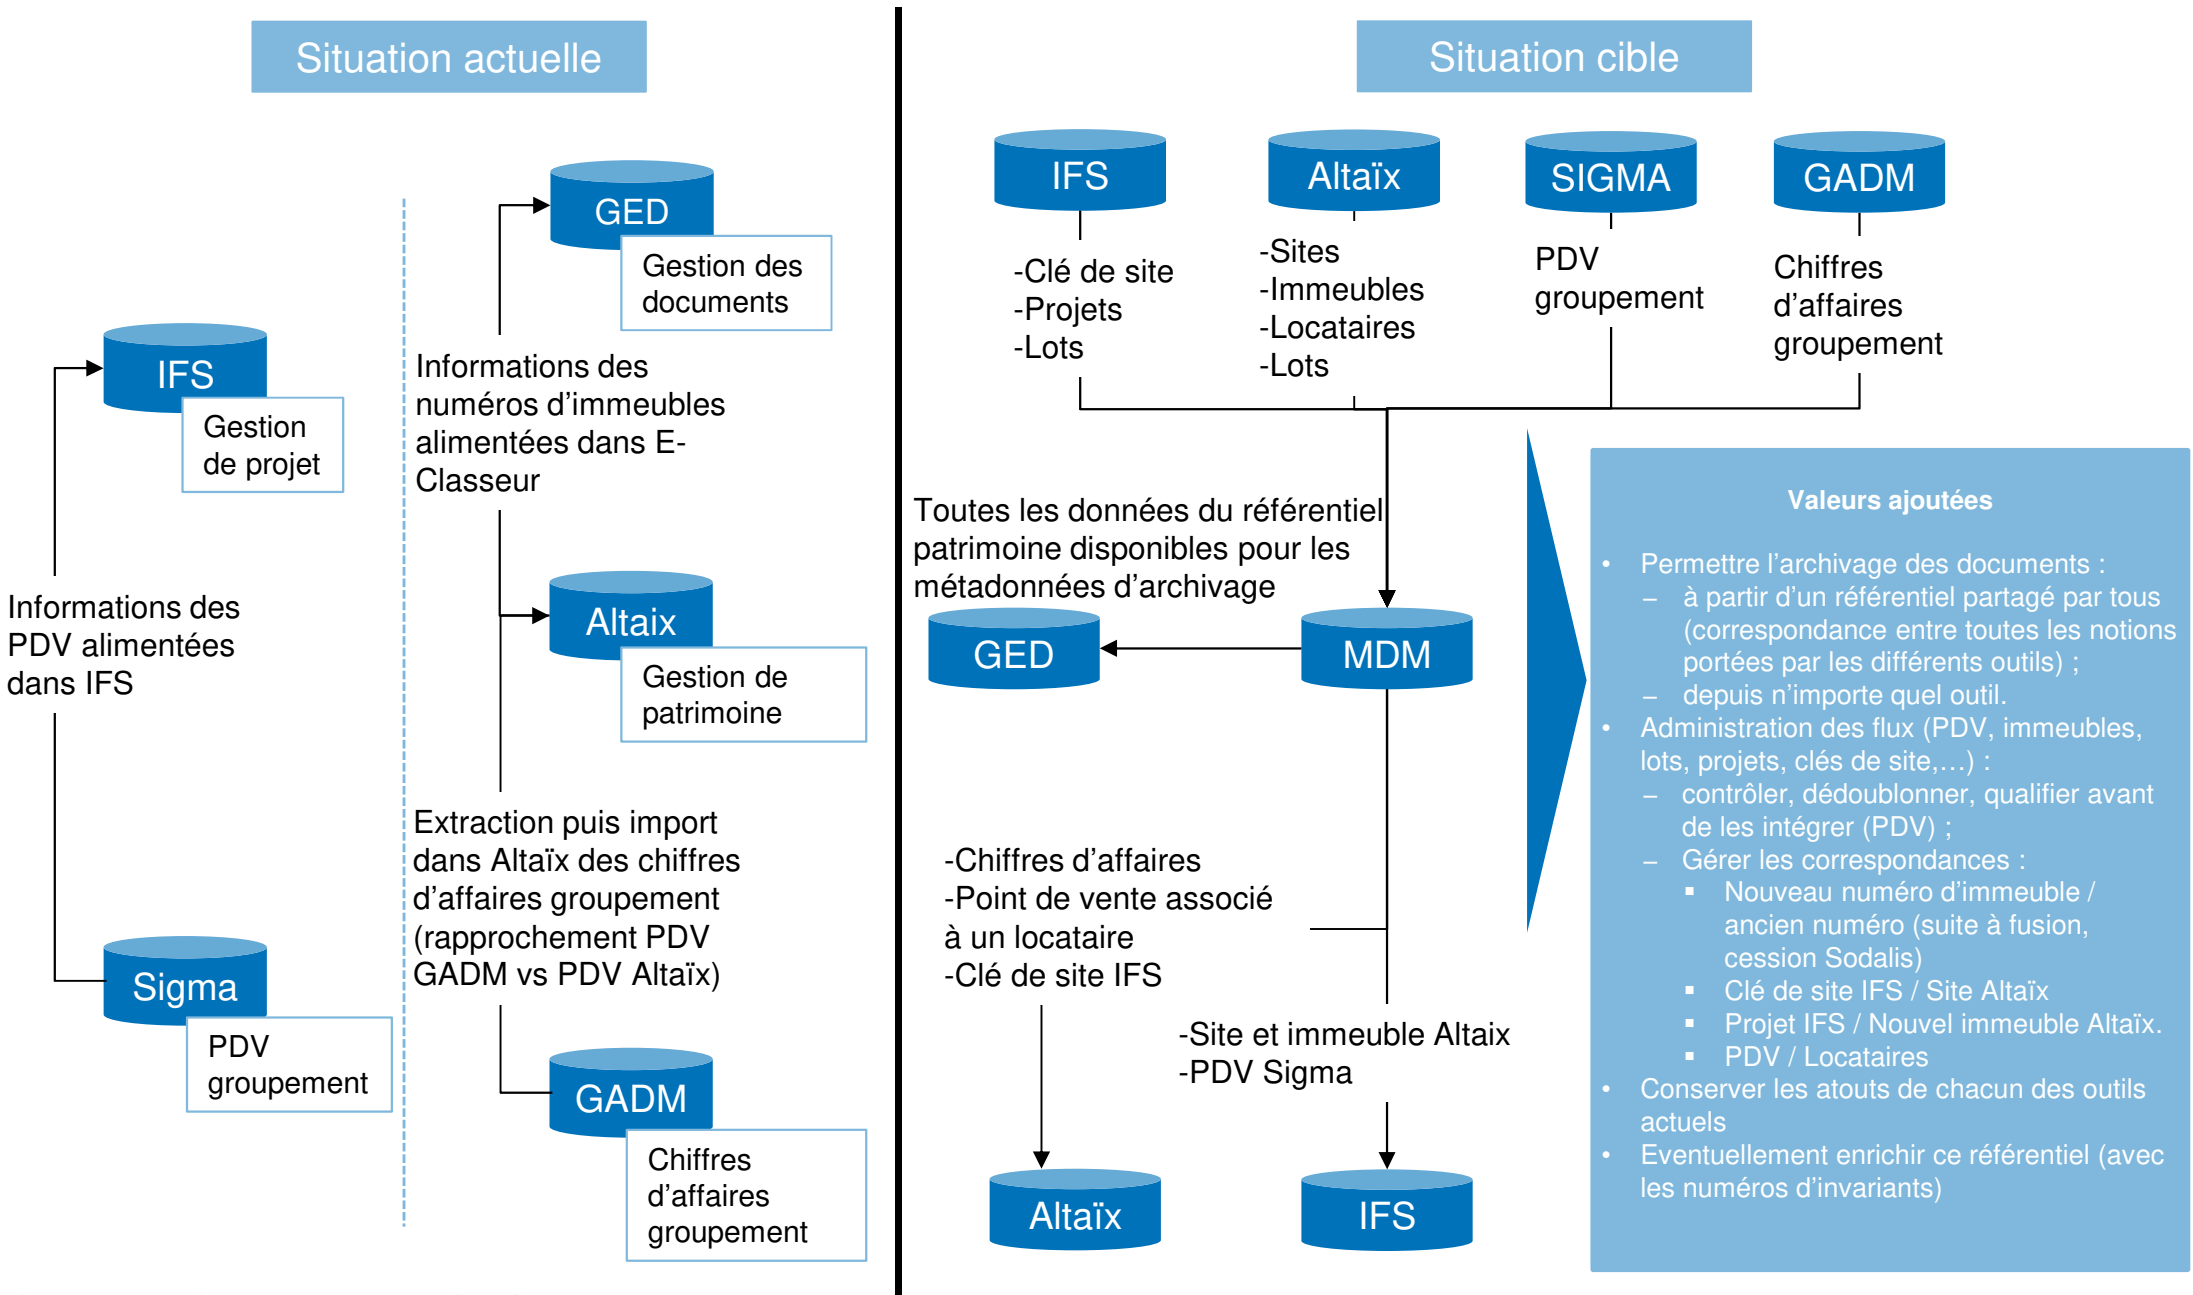 Situation actuelle
GED
Gestion des
documents
IFS
Gestion
de projet
Informations des
numéros d'immeubles
alimentées dans E-
Classeur
Informations des
PDV alimentées
dans IFS
Altaix
Gestion de
patrimoine
Extraction puis import
dans Altaïx des chiffres
d'affaires groupement
(rapprochement PDV
GADM vs PDV Altaïx)
Sigma
PDV
groupement
GADM
Chiffres
d'affaires
groupement
Situation cible
IFS
Altaïx
SIGMA
GADM
-Clé de site
-Projets
-Lots
-Sites
-Immeubles
-Locataires
-Lots
PDV
groupement
Chiffres
d'affaires
groupement
Toutes les données du référentiel
patrimoine disponibles pour les
métadonnées d'archivage
GED
MDM
-Chiffres d'affaires
-Point de vente associé
à un locataire
-Clé de site IFS
-Site et immeuble Altaix
-PDV Sigma
Altaïx
IFS
Valeurs ajoutées
• Permettre l'archivage des documents :
– à partir d'un référentiel partagé par tous
(correspondance entre toutes les notions
portées par les différents outils) ;
– depuis n'importe quel outil.
• Administration des flux (PDV, immeubles,
lots, projets, clés de site,…) :
– contrôler, dédoublonner, qualifier avant
de les intégrer (PDV) ;
– Gérer les correspondances :
▪ Nouveau numéro d'immeuble /
ancien numéro (suite à fusion,
cession Sodalis)
▪ Clé de site IFS / Site Altaïx
▪ Projet IFS / Nouvel immeuble Altaïx.
▪ PDV / Locataires
• Conserver les atouts de chacun des outils
actuels
• Eventuellement enrichir ce référentiel (avec
les numéros d'invariants)